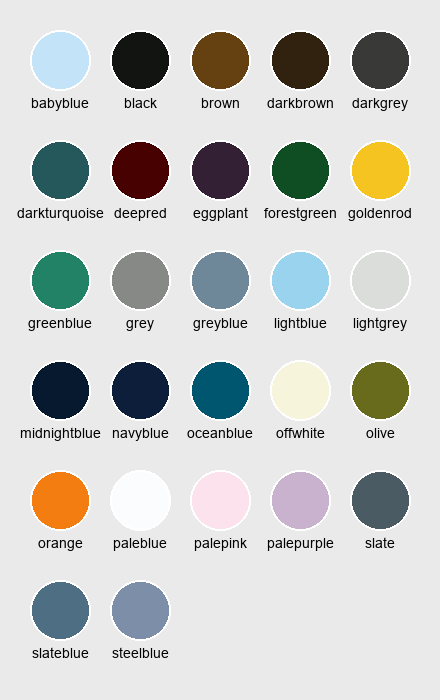 babyblue black brown darkbrown darkgrey
darkturquoise deepred eggplant forestgreen goldenrod
greenblue grey greyblue lightblue lightgrey
midnightblue navyblue oceanblue offwhite olive
orange paleblue palepink palepurple slate
slateblue steelblue